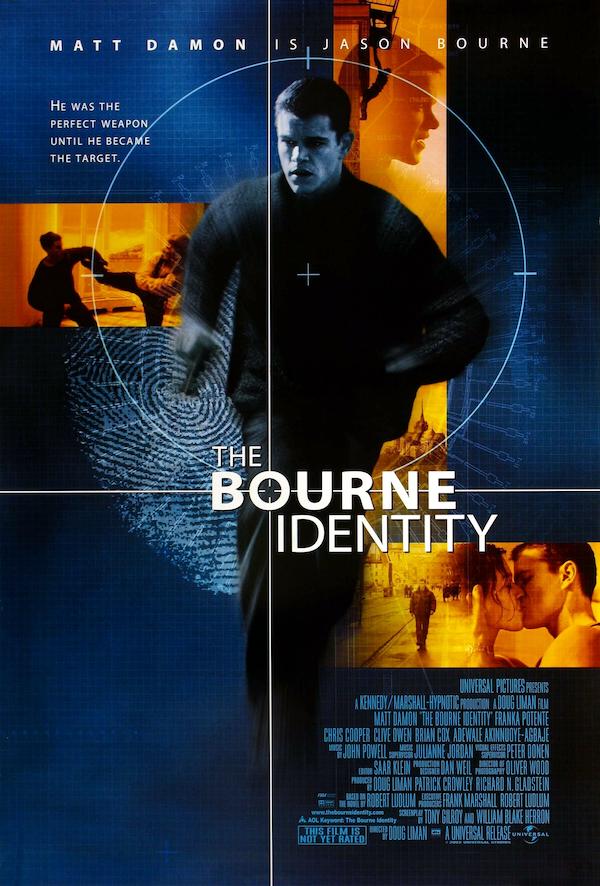 MATT DAMON IS JASON BOURNE
HE WAS THE
PERFECT WEAPON
UNTIL HE BECAME
THE TARGET.
THE
BOURNE
IDENTITY
UNIVERSAL PICTURES PRESENTS
A KENNEDY/MARSHALL-HYPNOTIC PRODUCTION A DOUG LIMAN FILM
MATT DAMON "THE BOURNE IDENTITY" FRANKA POTENTE
CHRIS COOPER CLIVE OWEN BRIAN COX ADEWALE AKINNUOYE-AGBAJE
MUSIC BY JOHN POWELL MUSIC SUPERVISOR JULIANNE JORDAN VISUAL EFFECTS SUPERVISOR PETER DONEN
EDITOR SAAR KLEIN PRODUCTION DESIGNER DAN WEIL DIRECTOR OF PHOTOGRAPHY OLIVER WOOD
PRODUCED BY DOUG LIMAN PATRICK CROWLEY RICHARD N. GLADSTEIN
BASED ON THE NOVEL BY ROBERT LUDLUM EXECUTIVE PRODUCERS FRANK MARSHALL ROBERT LUDLUM
www.thebourneidentity.com SCREENPLAY BY TONY GILROY AND WILLIAM BLAKE HERRON
AOL Keyword: The Bourne Identity
THIS FILM IS
NOT YET RATED
DIRECTED BY DOUG LIMAN A UNIVERSAL RELEASE UNIVERSAL
© 2002 UNIVERSAL STUDIOS